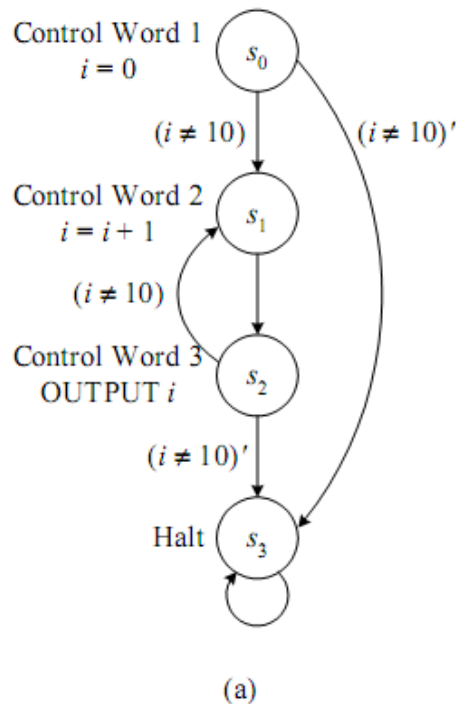 Control Word 1
i = 0
s0
(i ≠ 10)
(i ≠ 10)′
Control Word 2
i = i + 1
s1
(i ≠ 10)
Control Word 3
OUTPUT i
s2
(i ≠ 10)′
Halt
s3
(a)